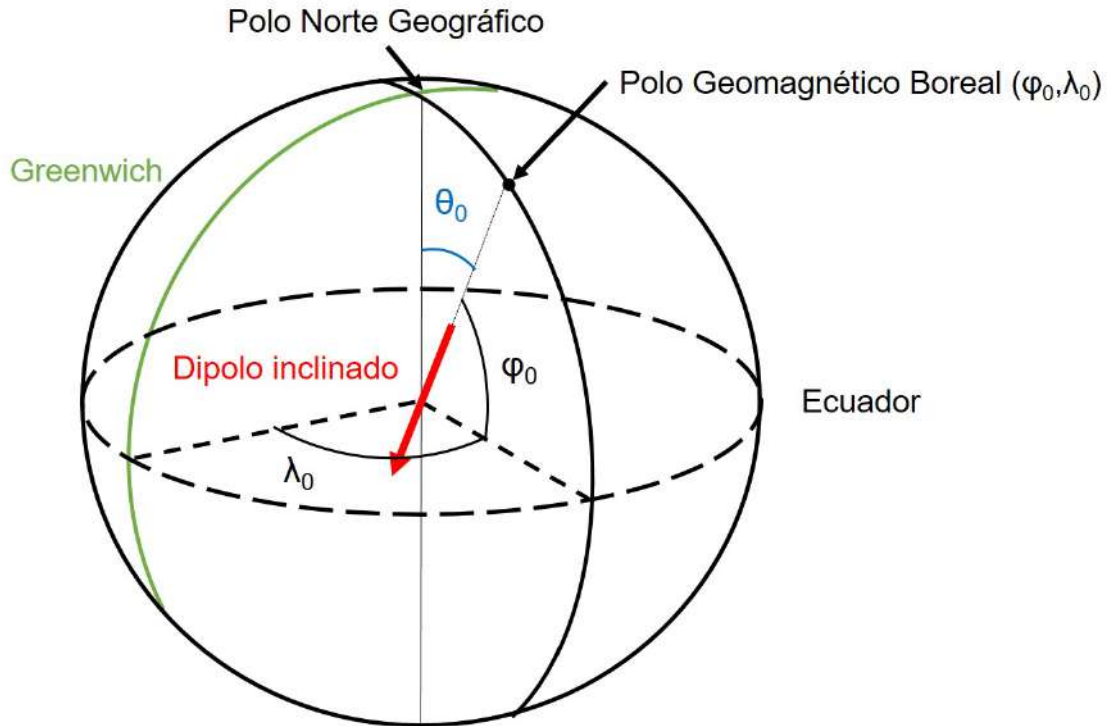 Polo Norte Geográfico
Polo Geomagnético Boreal (φ₀,λ₀)
Greenwich
θ₀
Dipolo inclinado
φ₀
Ecuador
λ₀